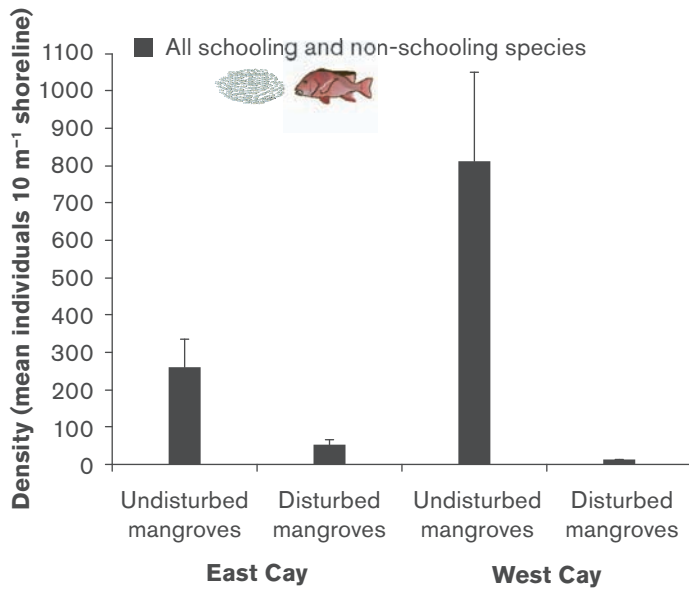 Density (mean individuals 10 m⁻¹ shoreline)
All schooling and non-schooling species
1100
1000
900
800
700
600
500
400
300
200
100
0
Undisturbed mangroves
Disturbed mangroves
Undisturbed mangroves
Disturbed mangroves
East Cay
West Cay